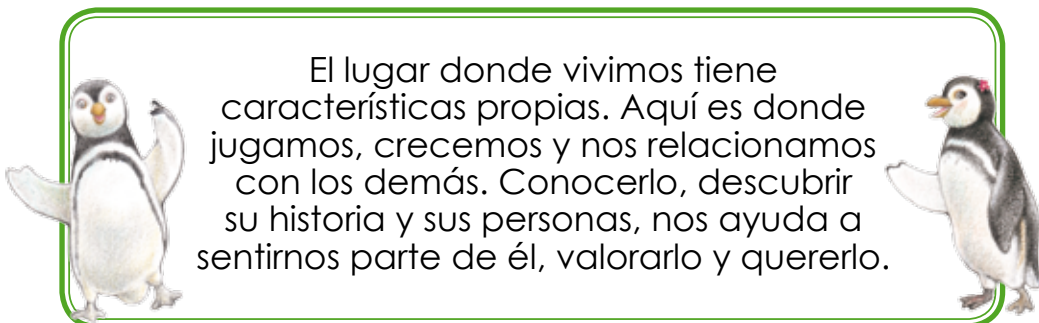 El lugar donde vivimos tiene
características propias. Aquí es donde
jugamos, crecemos y nos relacionamos
con los demás. Conocerlo, descubrir
su historia y sus personas, nos ayuda a
sentirnos parte de él, valorarlo y quererlo.